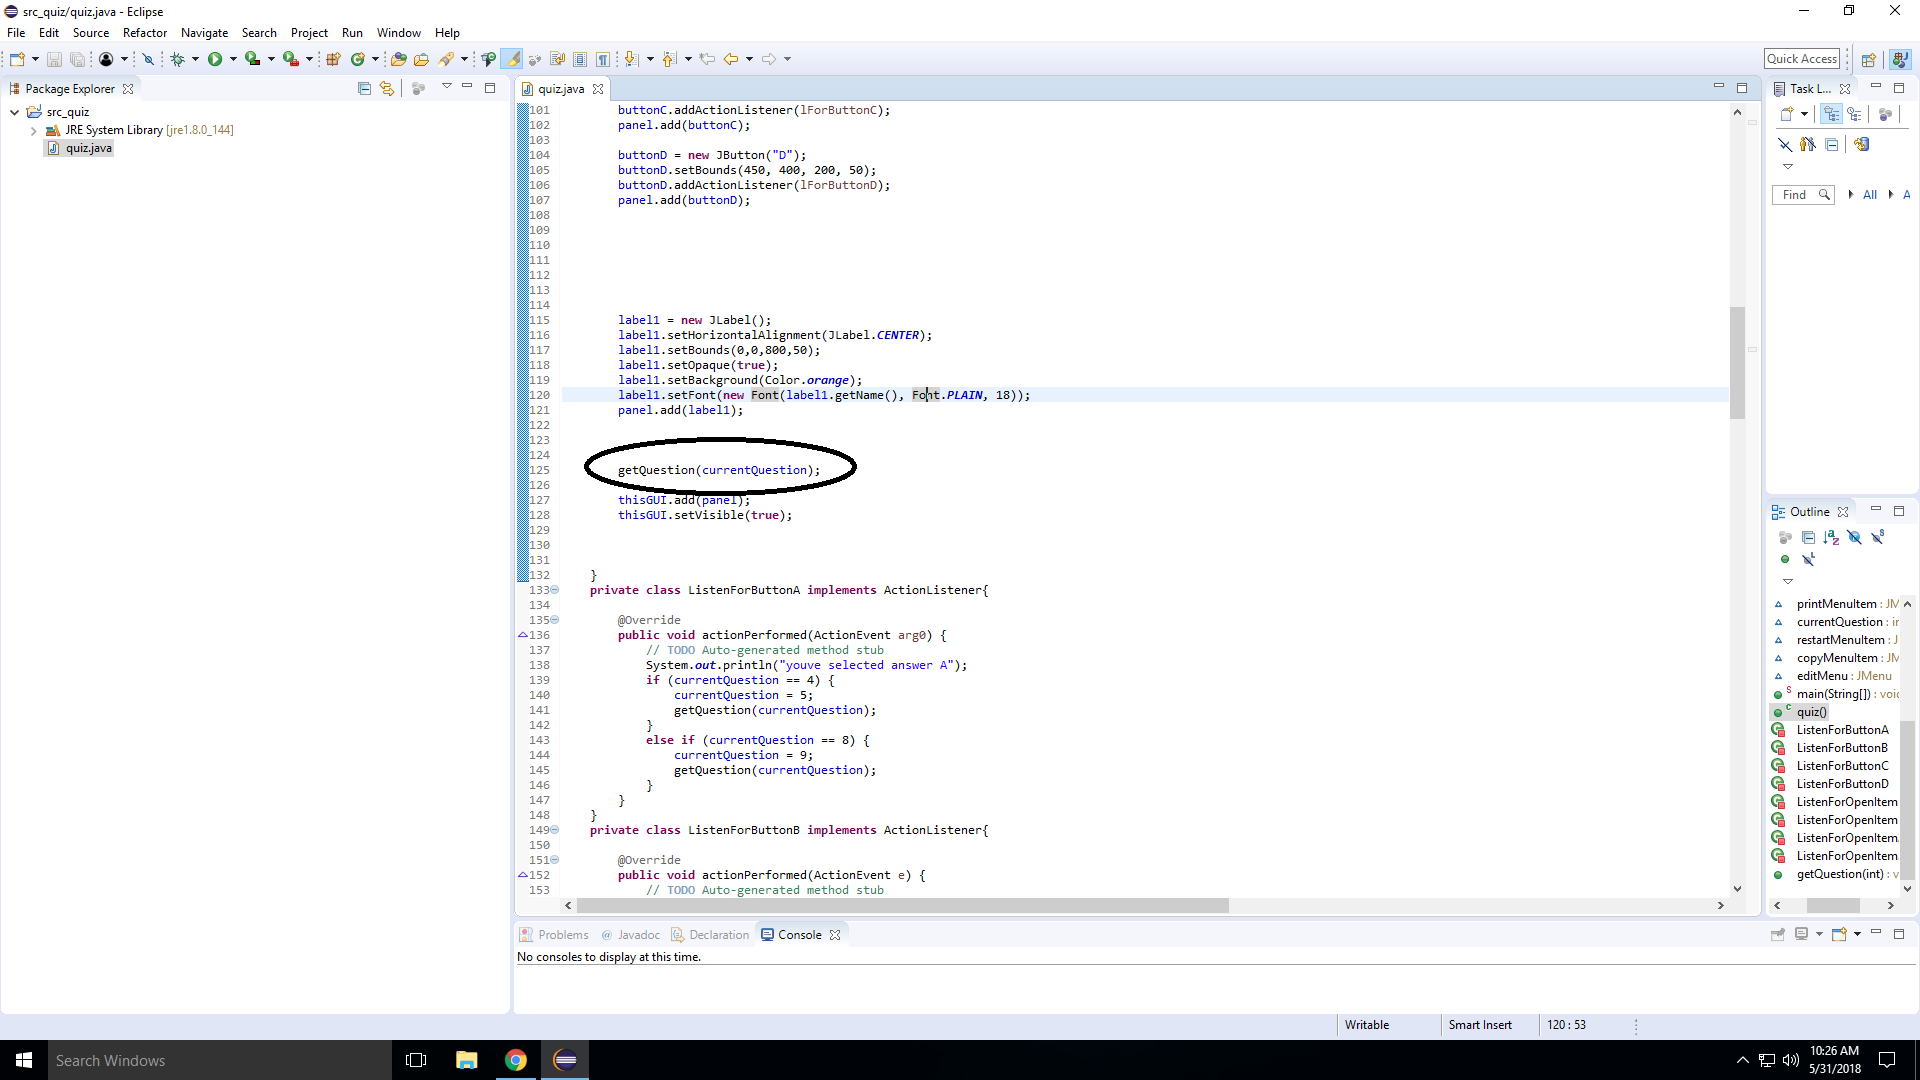 src_quiz/quiz.java - Eclipse
File Edit Source Refactor Navigate Search Project Run Window Help
Quick Access
Package Explorer
src_quiz
JRE System Library [jre1.8.0_144]
quiz.java
quiz.java
101 buttonC.addActionListener(lForButtonC);
102 panel.add(buttonC);
103
104 buttonD = new JButton("D");
105 buttonD.setBounds(450, 400, 200, 50);
106 buttonD.addActionListener(lForButtonD);
107 panel.add(buttonD);
108
109
110
111
112
113
114
115 label1 = new JLabel();
116 label1.setHorizontalAlignment(JLabel.CENTER);
117 label1.setBounds(0,0,800,50);
118 label1.setOpaque(true);
119 label1.setBackground(Color.orange);
120 label1.setFont(new Font(label1.getName(), Font.PLAIN, 18));
121 panel.add(label1);
122
123
124
125 getQuestion(currentQuestion);
126
127 thisGUI.add(panel);
128 thisGUI.setVisible(true);
129
130
131
132 }
133 private class ListenForButtonA implements ActionListener{
134
135 @Override
136 public void actionPerformed(ActionEvent arg0) {
137 // TODO Auto-generated method stub
138 System.out.println("youve selected answer A");
139 if (currentQuestion == 4) {
140 currentQuestion = 5;
141 getQuestion(currentQuestion);
142 }
143 else if (currentQuestion == 8) {
144 currentQuestion = 9;
145 getQuestion(currentQuestion);
146 }
147 }
148 }
149 private class ListenForButtonB implements ActionListener{
150
151 @Override
152 public void actionPerformed(ActionEvent e) {
153 // TODO Auto-generated method stub
Task L...
Find All A
Outline
printMenuItem : JM
currentQuestion : in
restartMenuItem : J
copyMenuItem : JM
editMenu : JMenu
main(String[]) : voic
quiz()
ListenForButtonA
ListenForButtonB
ListenForButtonC
ListenForButtonD
ListenForOpenItem
ListenForOpenItem
ListenForOpenItem
ListenForOpenItem
getQuestion(int) : v
Problems @ Javadoc Declaration Console
No consoles to display at this time.
Writable Smart Insert 120 : 53
Search Windows
10:26 AM
5/31/2018